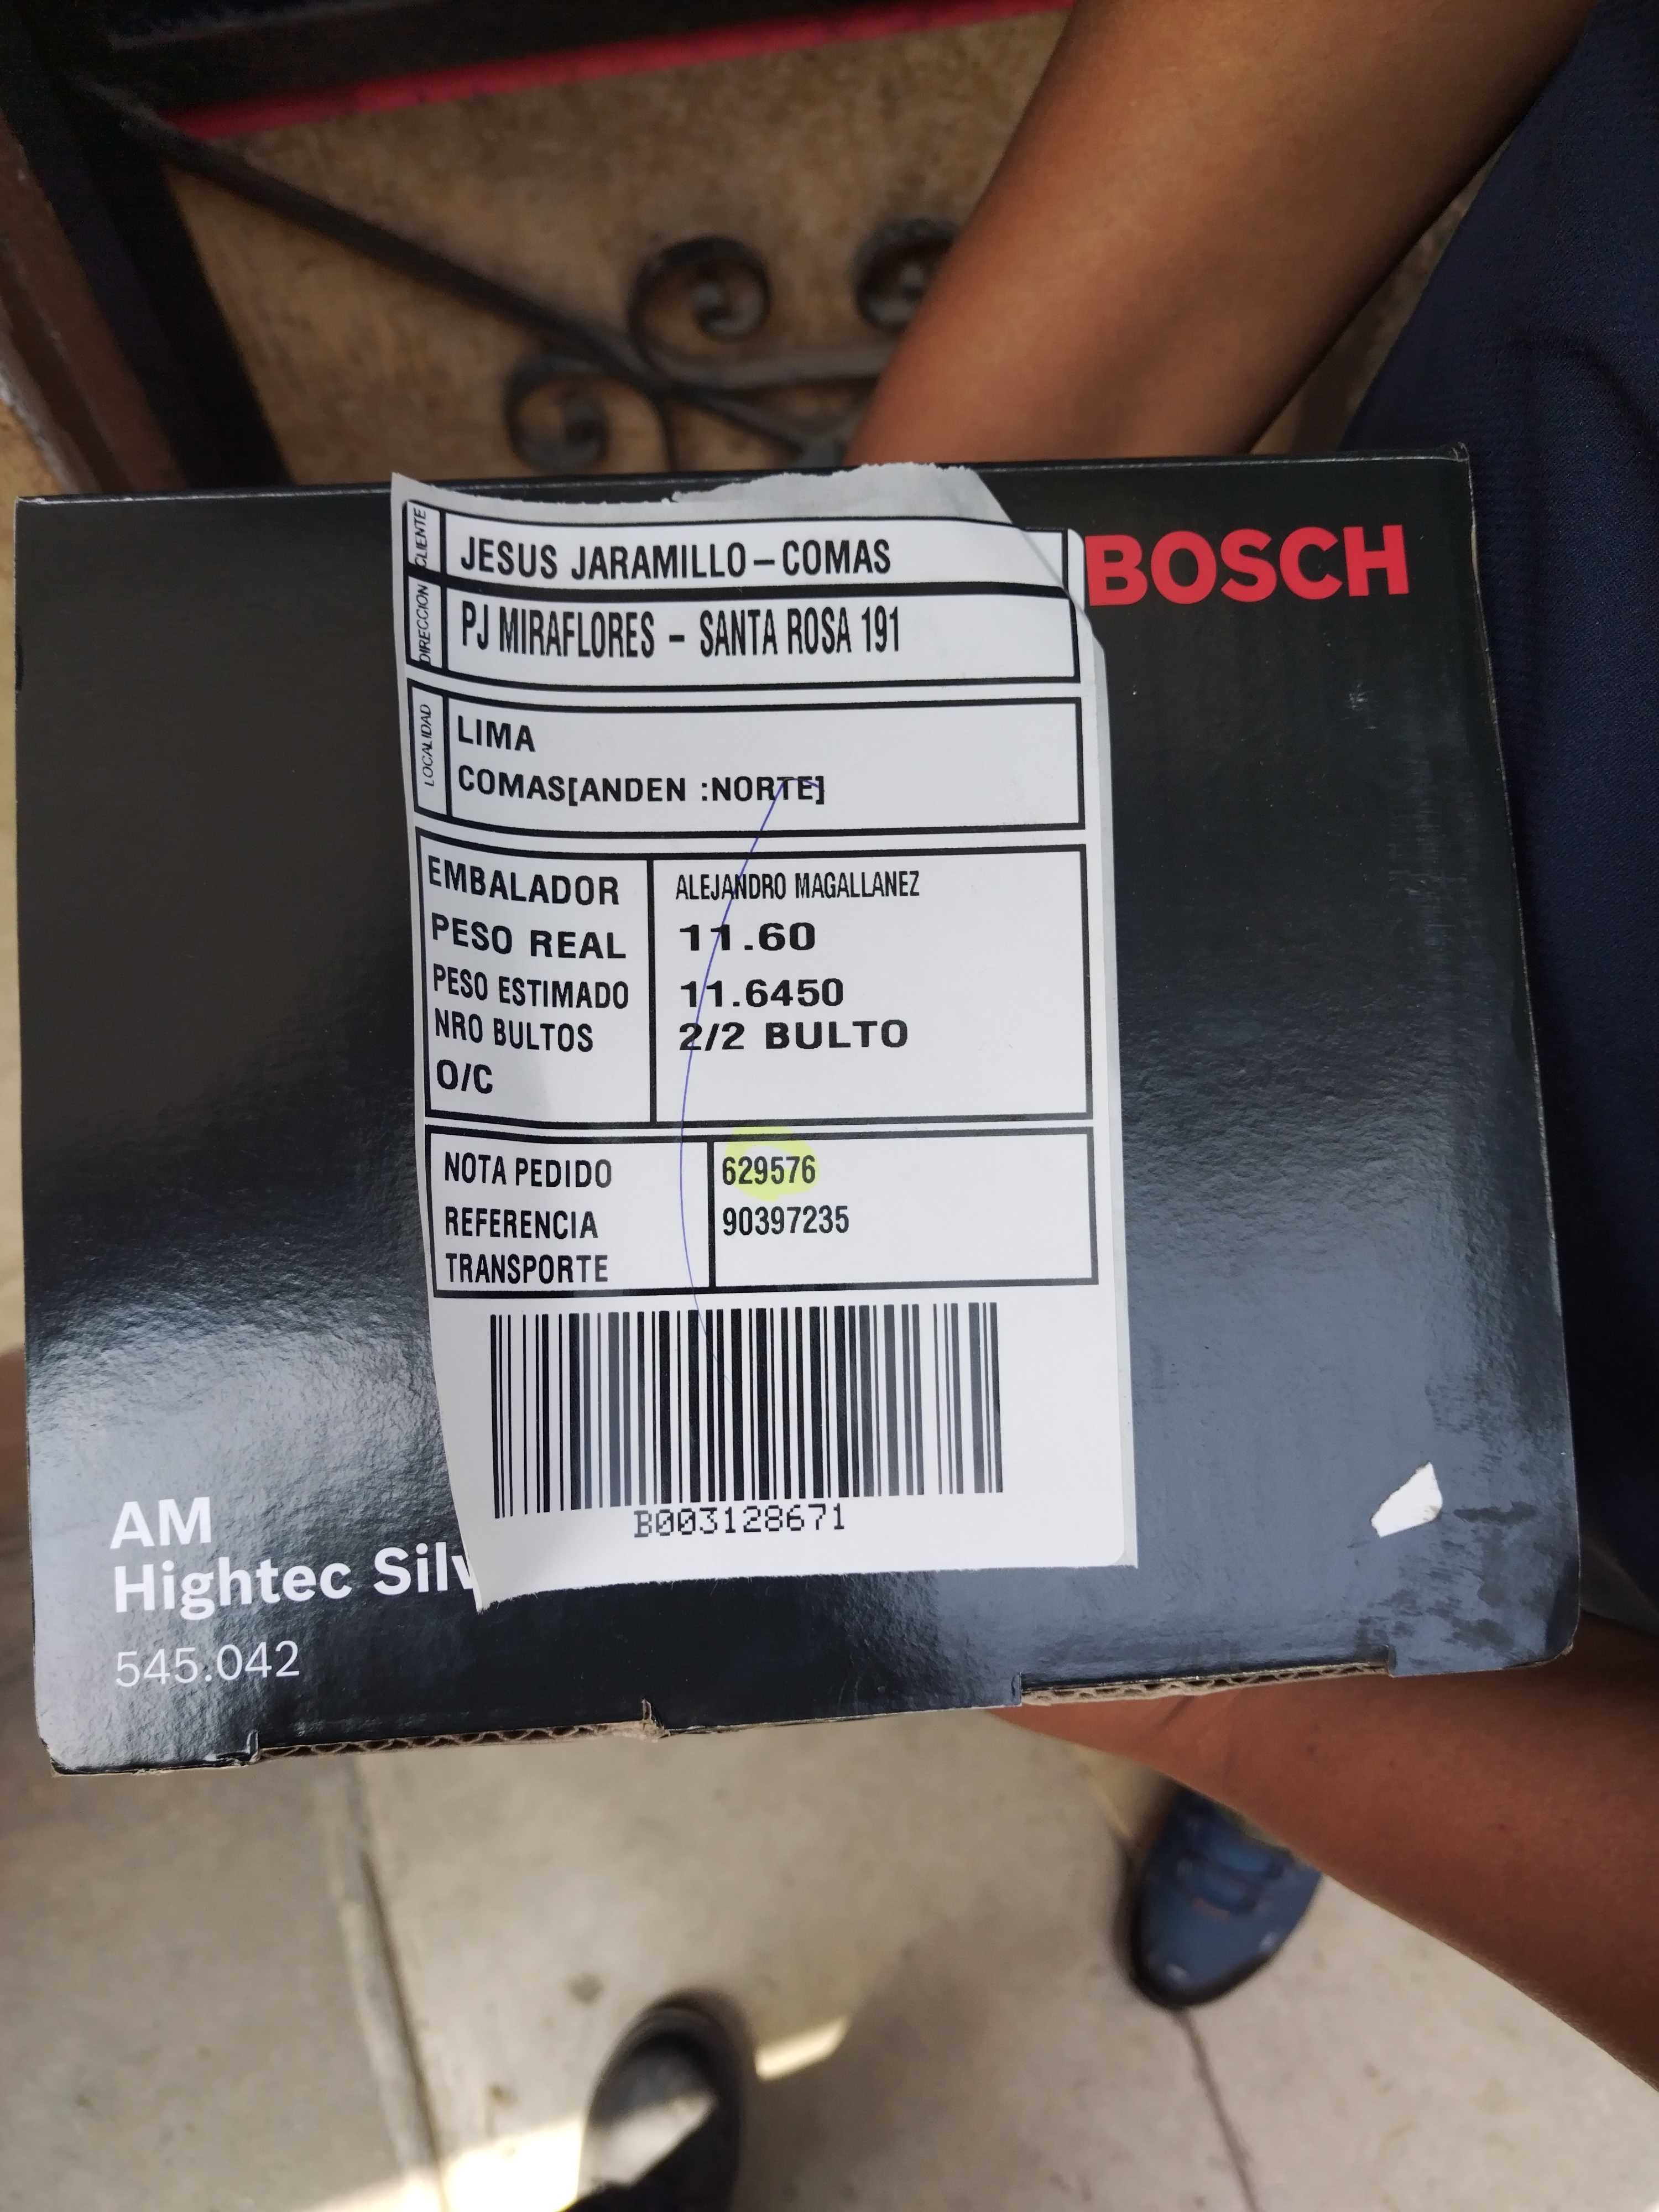 CLIENTE
JESUS JARAMILLO-COMAS
BOSCH
DIRECCION
PJ MIRAFLORES - SANTA ROSA 191
LOCALIDAD
LIMA
COMAS[ANDEN :NORTE]
EMBALADOR ALEJANDRO MAGALLANEZ
PESO REAL 11.60
PESO ESTIMADO 11.6450
NRO BULTOS 2/2 BULTO
O/C
NOTA PEDIDO 629576
REFERENCIA 90397235
TRANSPORTE
B003128671
AM
Hightec Silv
545.042